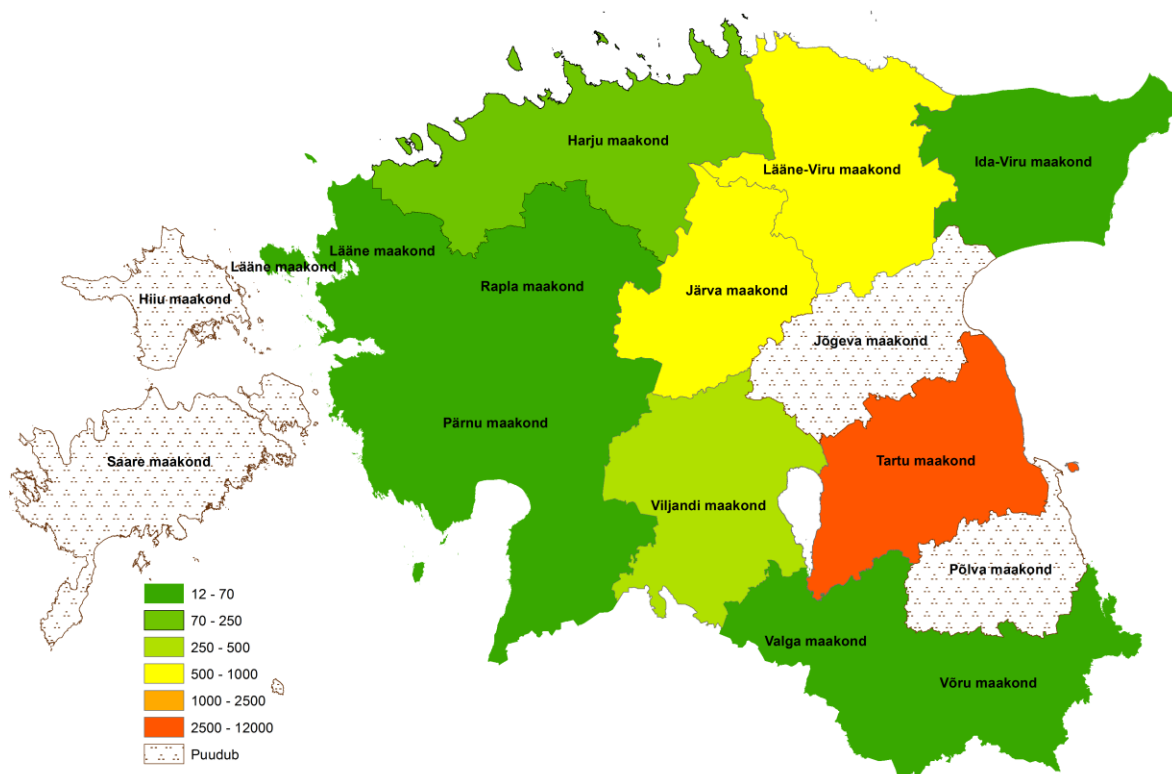 Harju maakond
Ida-Viru maakond
Lääne-Viru maakond
Lääne maakond
Lääne maakond
Rapla maakond
Järva maakond
Hiiu maakond
Jõgeva maakond
Pärnu maakond
Saare maakond
Tartu maakond
Viljandi maakond
Põlva maakond
Valga maakond
Võru maakond
12 - 70
70 - 250
250 - 500
500 - 1000
1000 - 2500
2500 - 12000
Puudub